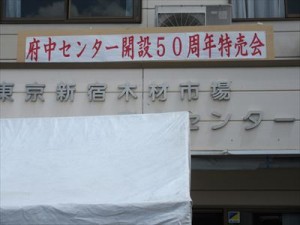 府中センター開設50周年特売会
東京新宿木材市場
センター